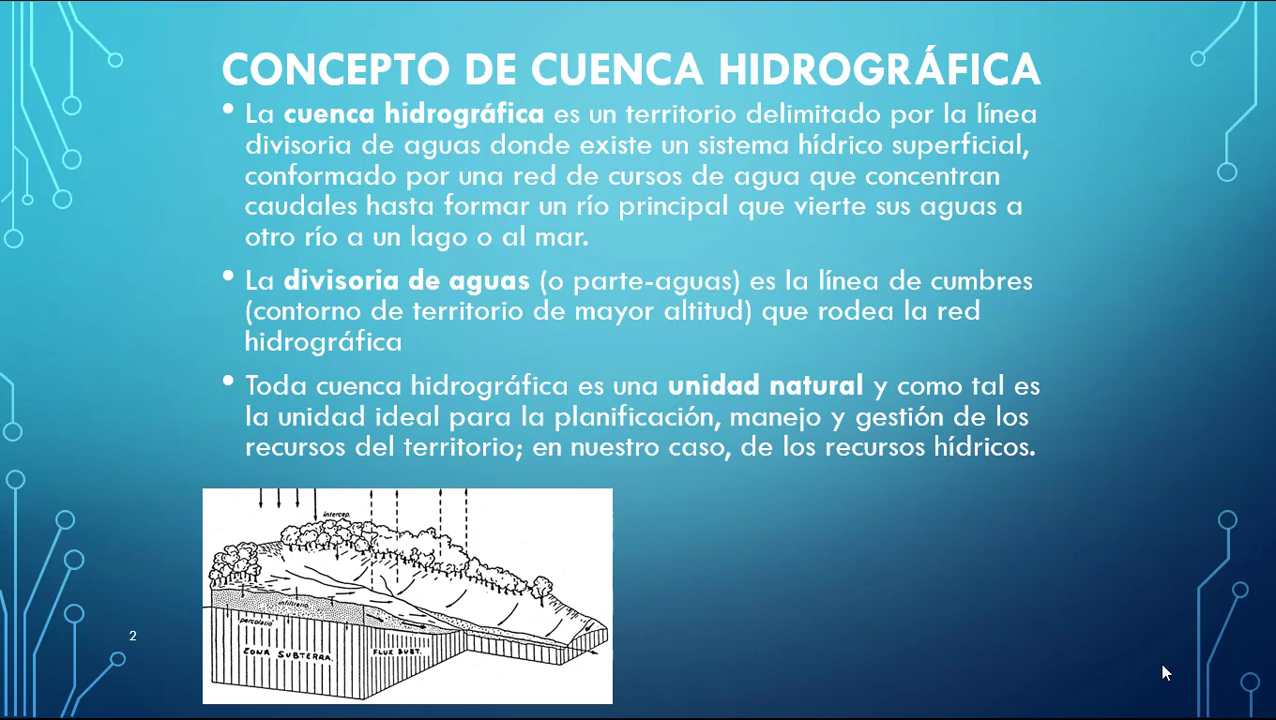 CONCEPTO DE CUENCA HIDROGRÁFICA
• La cuenca hidrográfica es un territorio delimitado por la línea
divisoria de aguas donde existe un sistema hídrico superficial,
conformado por una red de cursos de agua que concentran
caudales hasta formar un río principal que vierte sus aguas a
otro río a un lago o al mar.
• La divisoria de aguas (o parte-aguas) es la línea de cumbres
(contorno de territorio de mayor altitud) que rodea la red
hidrográfica
• Toda cuenca hidrográfica es una unidad natural y como tal es
la unidad ideal para la planificación, manejo y gestión de los
recursos del territorio; en nuestro caso, de los recursos hídricos.
intercep.
infiltracio
percolacio
ZONA SUBTERRA.
FLUX SUBT.
2